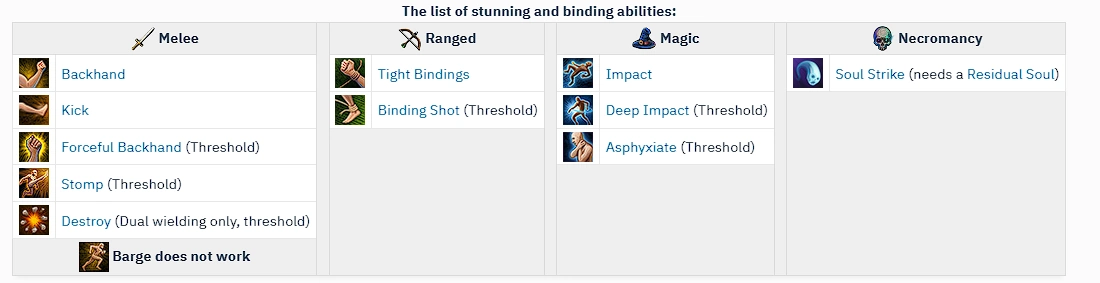 The list of stunning and binding abilities:
Melee
Backhand
Kick
Forceful Backhand (Threshold)
Stomp (Threshold)
Destroy (Dual wielding only, threshold)
Barge does not work
Ranged
Tight Bindings
Binding Shot (Threshold)
Magic
Impact
Deep Impact (Threshold)
Asphyxiate (Threshold)
Necromancy
Soul Strike (needs a Residual Soul)